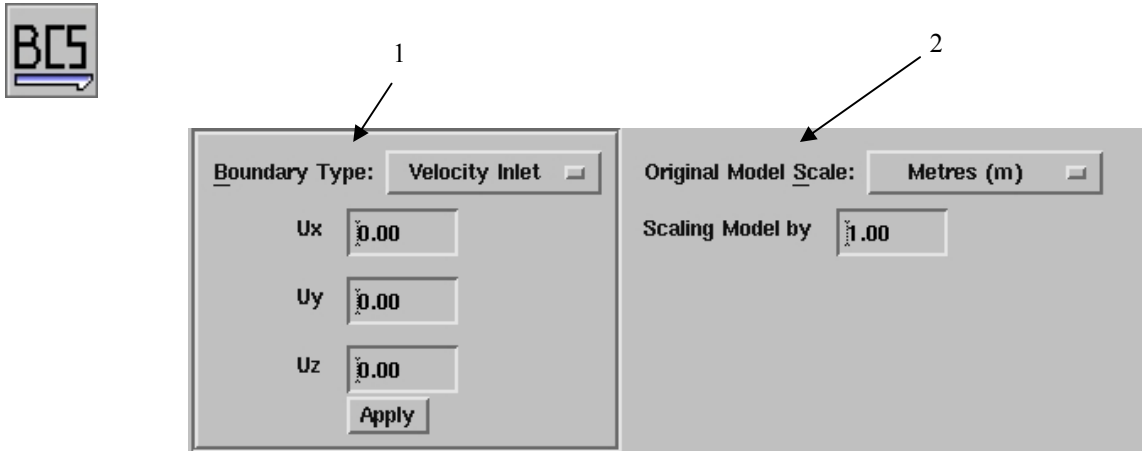 BCS
1
2
Boundary Type: Velocity Inlet
Ux 0.00
Uy 0.00
Uz 0.00
Apply
Original Model Scale: Metres (m)
Scaling Model by 1.00